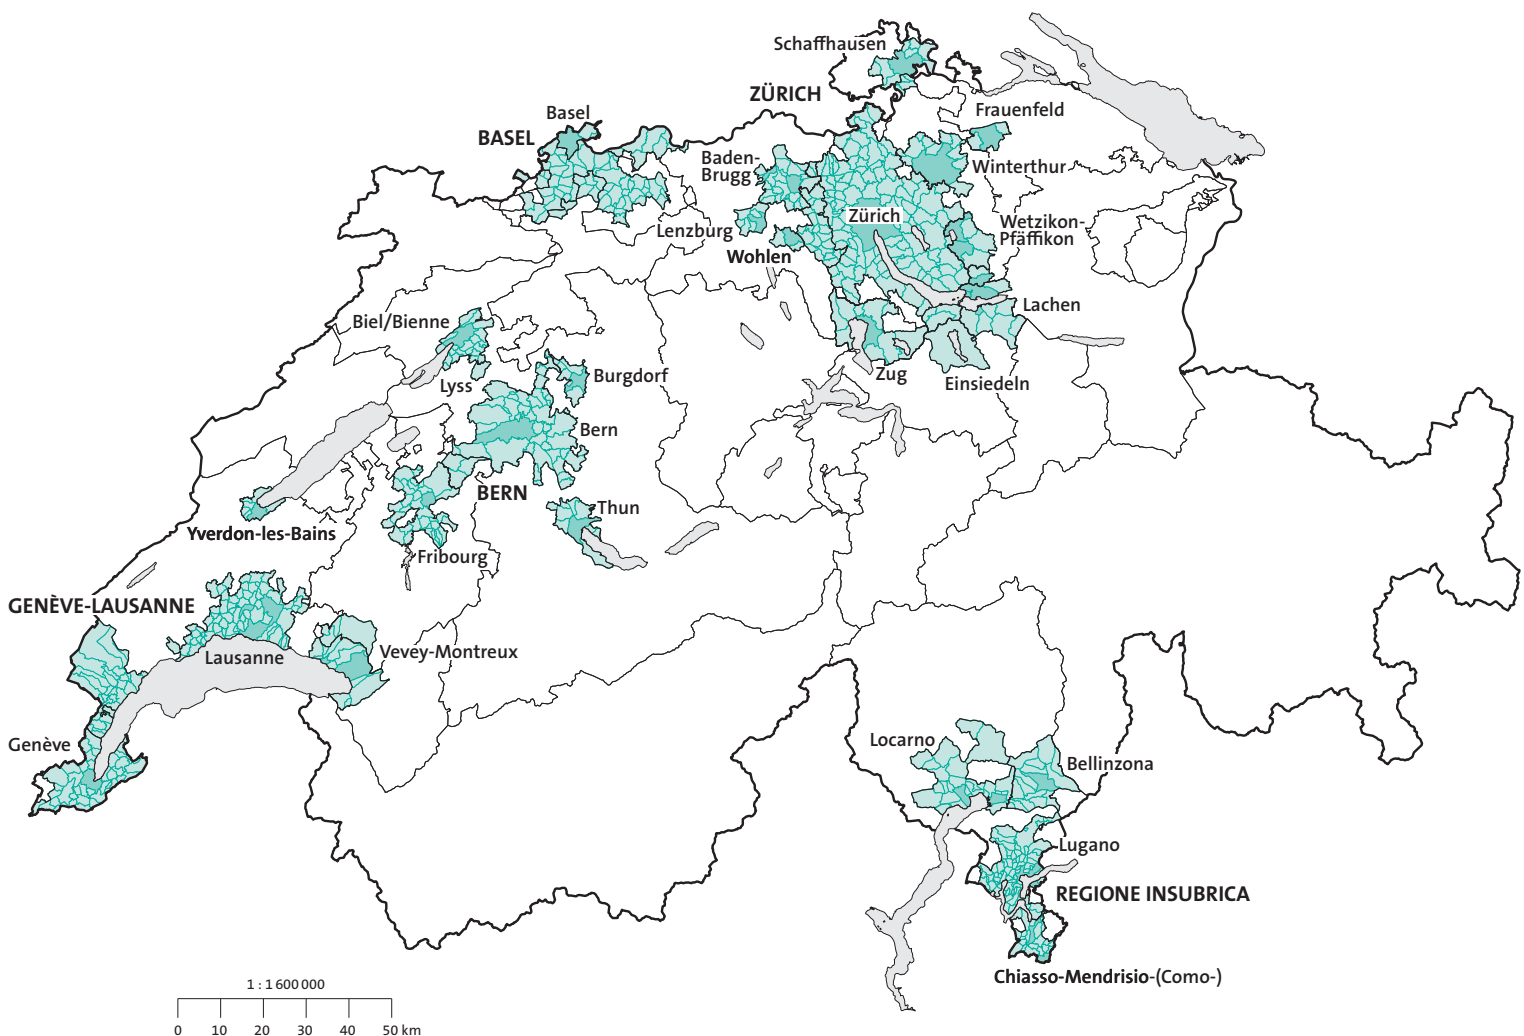 Schaffhausen
ZÜRICH
Frauenfeld
Basel
BASEL
Baden-
Brugg
Winterthur
Zürich
Wetzikon-
Pfäffikon
Lenzburg
Wohlen
Lachen
Biel/Bienne
Zug
Einsiedeln
Lyss
Burgdorf
Bern
BERN
Thun
Yverdon-les-Bains
Fribourg
GENÈVE-LAUSANNE
Lausanne
Vevey-Montreux
Genève
Locarno
Bellinzona
Lugano
REGIONE INSUBRICA
Chiasso-Mendrisio-(Como-)
1 : 1 600 000
0 10 20 30 40 50 km